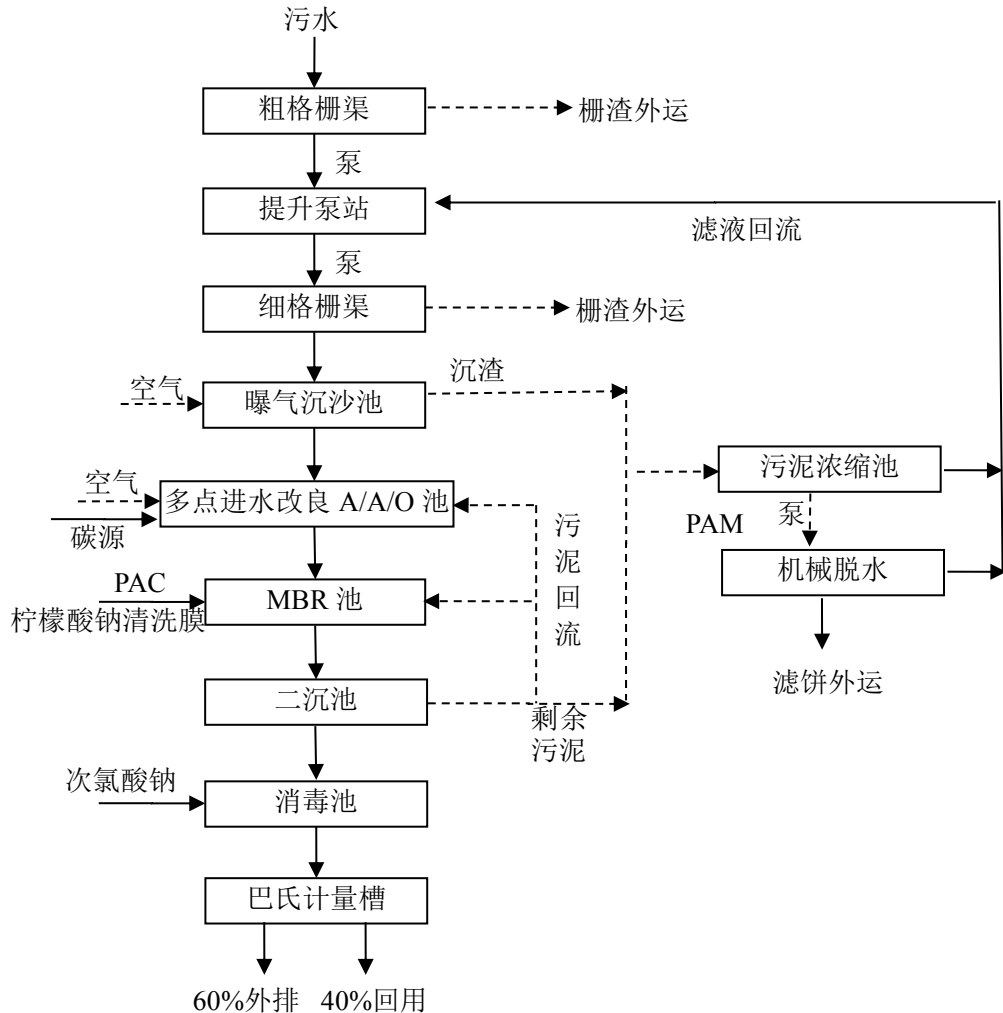 污水
粗格栅渠
栅渣外运
泵
提升泵站
滤液回流
泵
细格栅渠
栅渣外运
沉渣
空气
曝气沉沙池
污泥浓缩池
空气
多点进水改良 A/A/O 池
碳源
污泥回流
PAM
泵
机械脱水
PAC
MBR 池
柠檬酸钠清洗膜
滤饼外运
二沉池
剩余
污泥
次氯酸钠
消毒池
巴氏计量槽
60%外排
40%回用